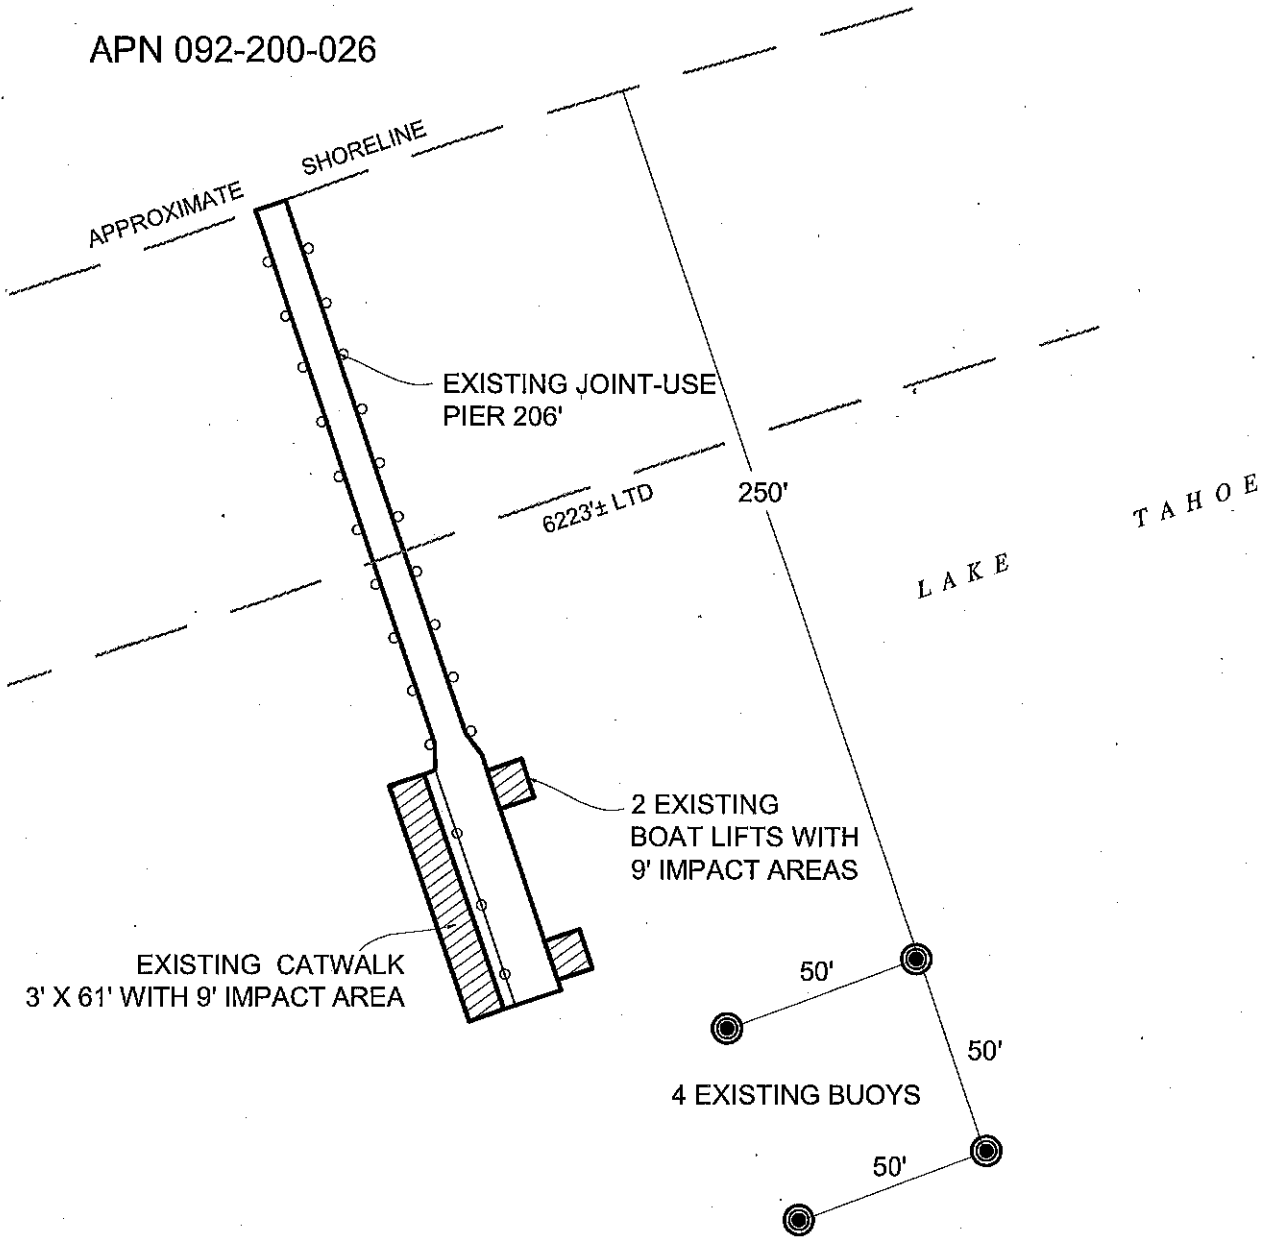 APN 092-200-026
APPROXIMATE SHORELINE
EXISTING JOINT-USE
PIER 206'
6223'± LTD
250'
LAKE TAHOE
2 EXISTING
BOAT LIFTS WITH
9' IMPACT AREAS
EXISTING CATWALK
3' X 61' WITH 9' IMPACT AREA
50'
50'
4 EXISTING BUOYS
50'